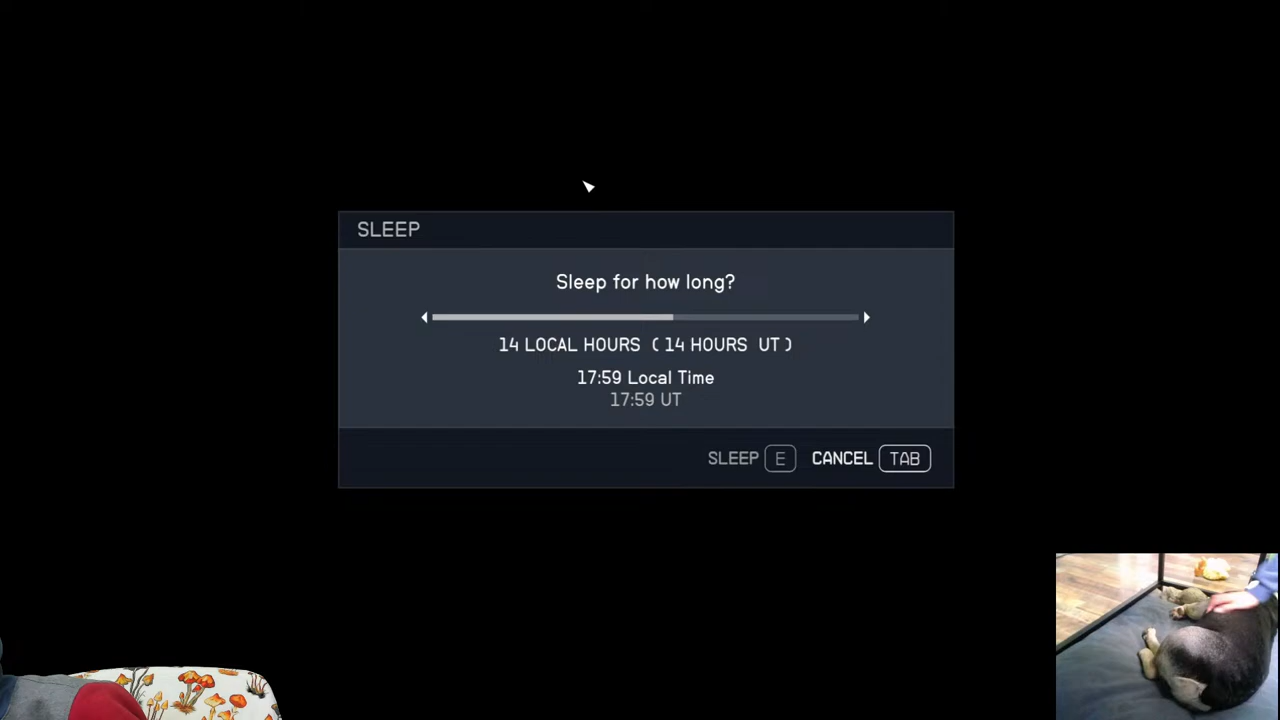 SLEEP
Sleep for how long?
14 LOCAL HOURS (14 HOURS UT)
17:59 Local Time
17:59 UT
SLEEP E CANCEL TAB